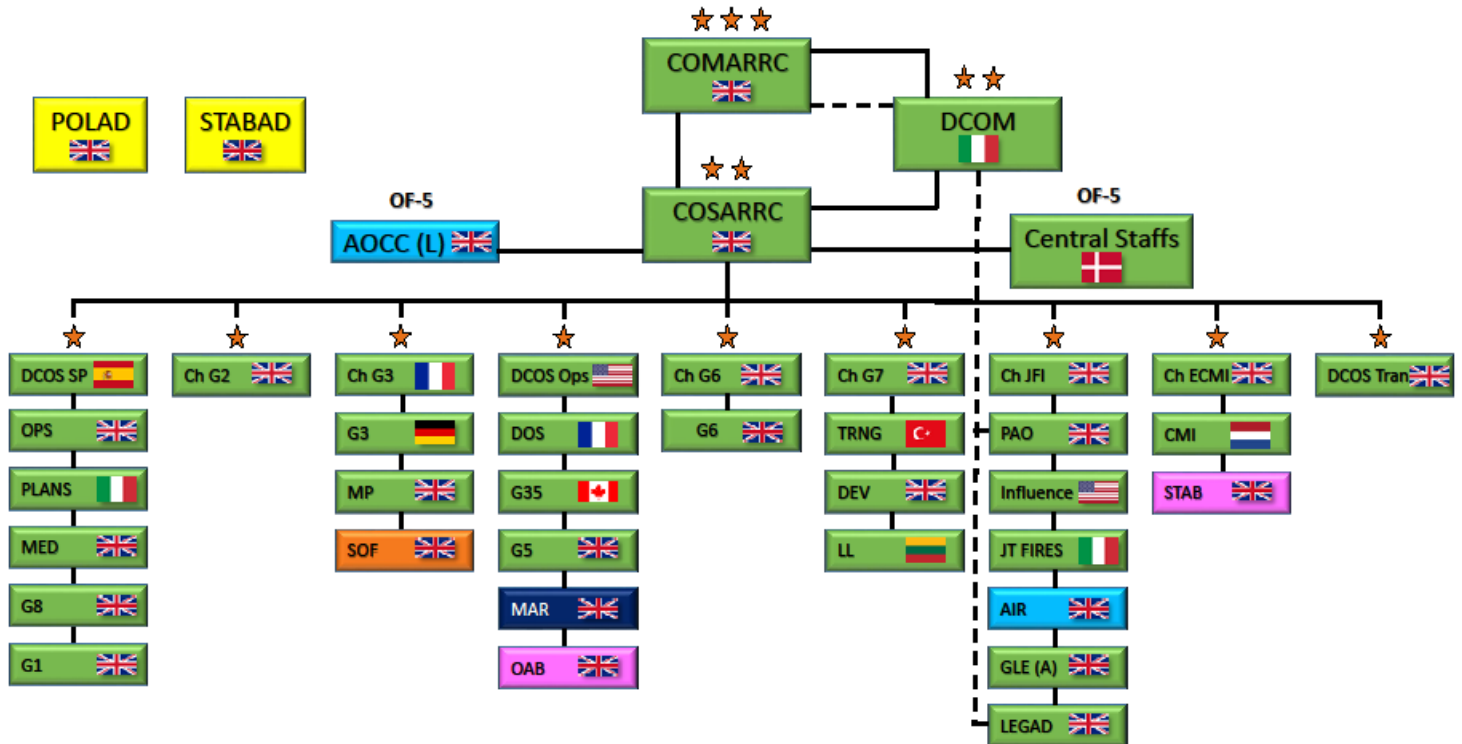 COMARRC
POLAD
STABAD
DCOM
OF-5
COSARRC
OF-5
AOCC (L)
Central Staffs
DCOS SP
Ch G2
Ch G3
DCOS Ops
Ch G6
Ch G7
Ch JFI
Ch ECMI
DCOS Tran
OPS
G3
DOS
G6
TRNG
PAO
CMI
PLANS
MP
G35
DEV
Influence
STAB
MED
SOF
G5
LL
JT FIRES
G8
MAR
AIR
G1
OAB
GLE (A)
LEGAD